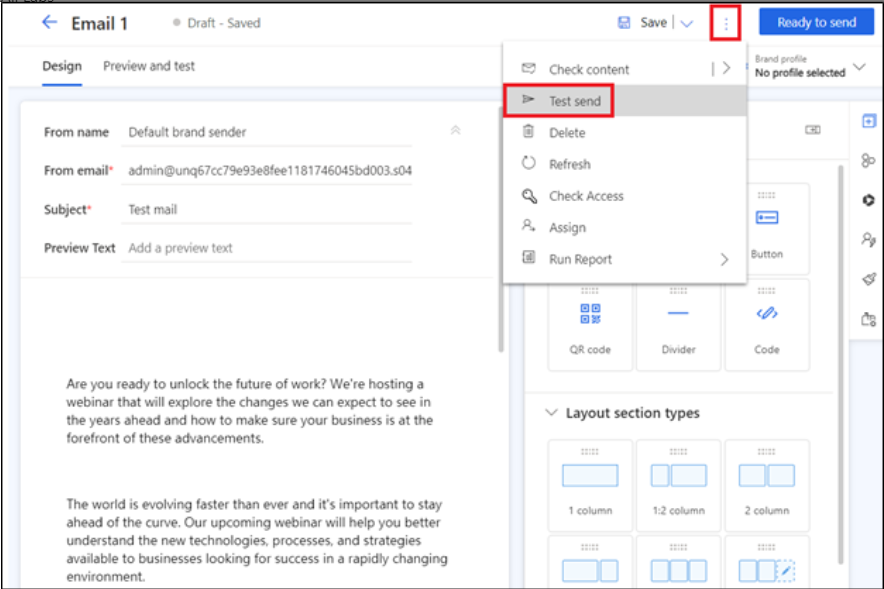 Email 1
Draft - Saved
Save
Ready to send
Design
Preview and test
Brand profile
No profile selected
Check content
Test send
Delete
Refresh
Check Access
Assign
Run Report
From name
Default brand sender
From email*
admin@unq67cc79e93e8fee1181746045bd003.s04
Subject*
Test mail
Preview Text
Add a preview text
Button
QR code
Divider
Code
Are you ready to unlock the future of work? We're hosting a
webinar that will explore the changes we can expect to see in
the years ahead and how to make sure your business is at the
forefront of these advancements.
The world is evolving faster than ever and it's important to stay
ahead of the curve. Our upcoming webinar will help you better
understand the new technologies, processes, and strategies
available to businesses looking for success in a rapidly changing
environment.
Layout section types
1 column
1:2 column
2 column